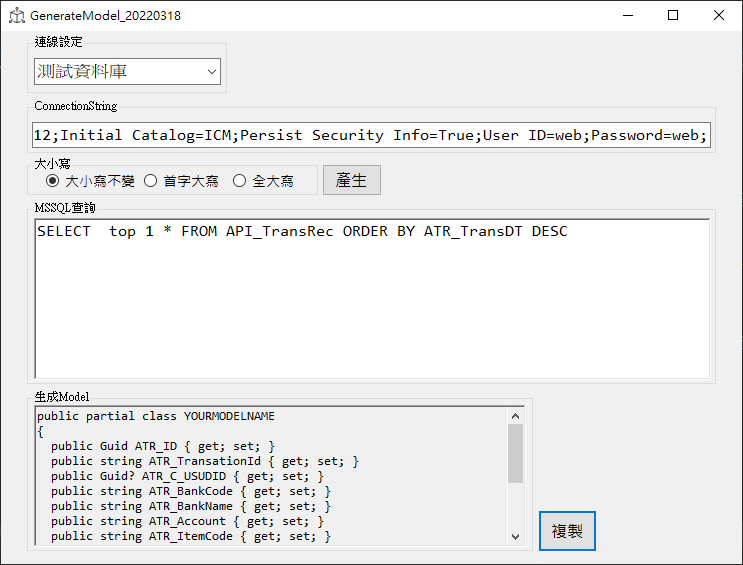 GenerateModel_20220318
連線設定
測試資料庫
ConnectionString
12;Initial Catalog=ICM;Persist Security Info=True;User ID=web;Password=web;
大小寫
大小寫不變 首字大寫 全大寫 產生
MSSQL查詢
SELECT  top 1 * FROM API_TransRec ORDER BY ATR_TransDT DESC
生成Model
public partial class YOURMODELNAME
{
  public Guid ATR_ID { get; set; }
  public string ATR_TransationId { get; set; }
  public Guid? ATR_C_USUDID { get; set; }
  public string ATR_BankCode { get; set; }
  public string ATR_BankName { get; set; }
  public string ATR_Account { get; set; }
  public string ATR_ItemCode { get; set; }
複製